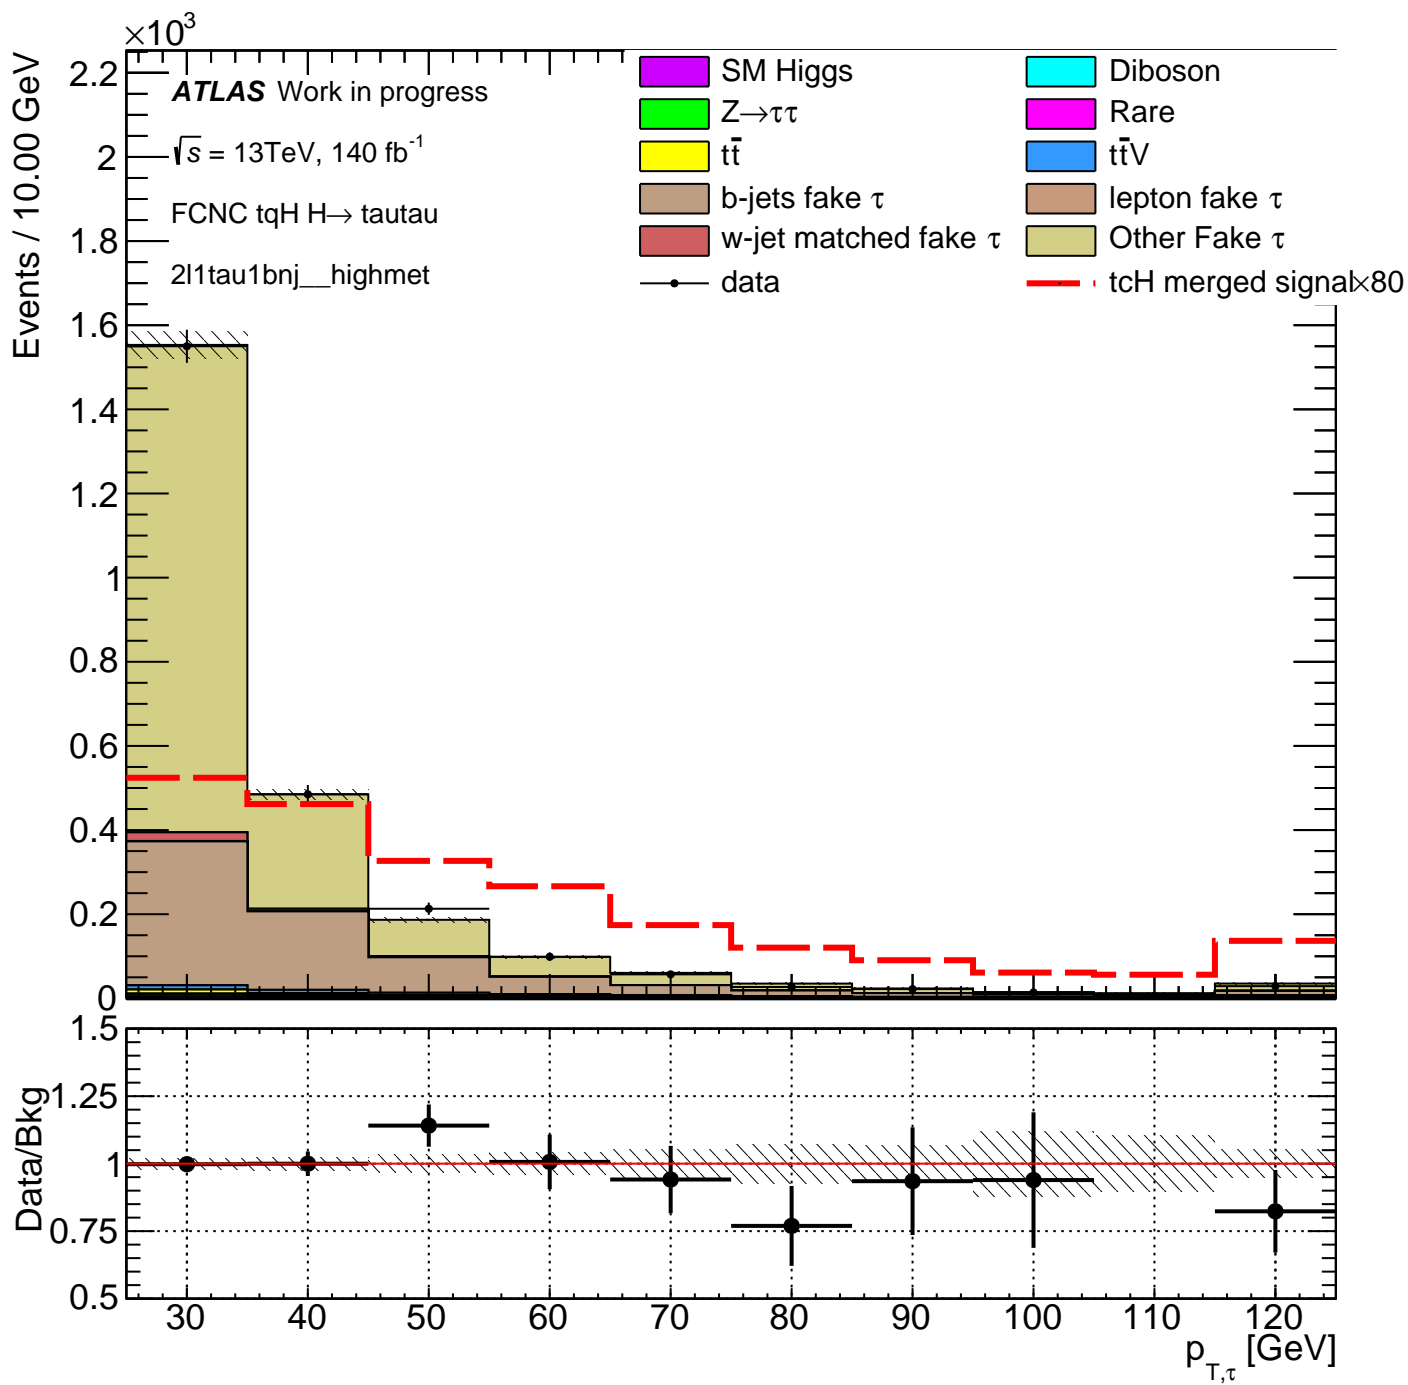 ×10³
Events / 10.00 GeV
2.2
2
1.8
1.6
1.4
1.2
1
0.8
0.6
0.4
0.2
0
ATLAS Work in progress
√s = 13TeV, 140 fb⁻¹
FCNC tqH H→ tautau
2l1tau1bnj__highmet
SM Higgs
Diboson
Z→ττ
Rare
tt̄
tt̄V
b-jets fake τ
lepton fake τ
w-jet matched fake τ
Other Fake τ
data
tcH merged signal×80
Data/Bkg
1.5
1.25
1
0.75
0.5
30 40 50 60 70 80 90 100 110 120
p_T,τ [GeV]